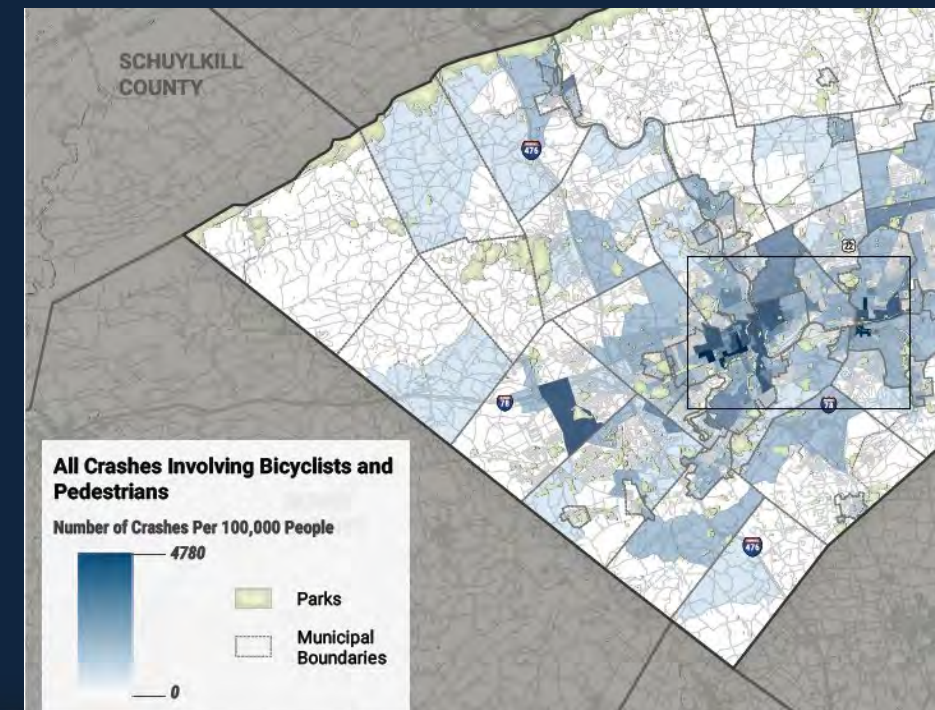 SCHUYLKILL
COUNTY
476
22
78
78
476
All Crashes Involving Bicyclists and
Pedestrians
Number of Crashes Per 100,000 People
4780
0
Parks
Municipal
Boundaries